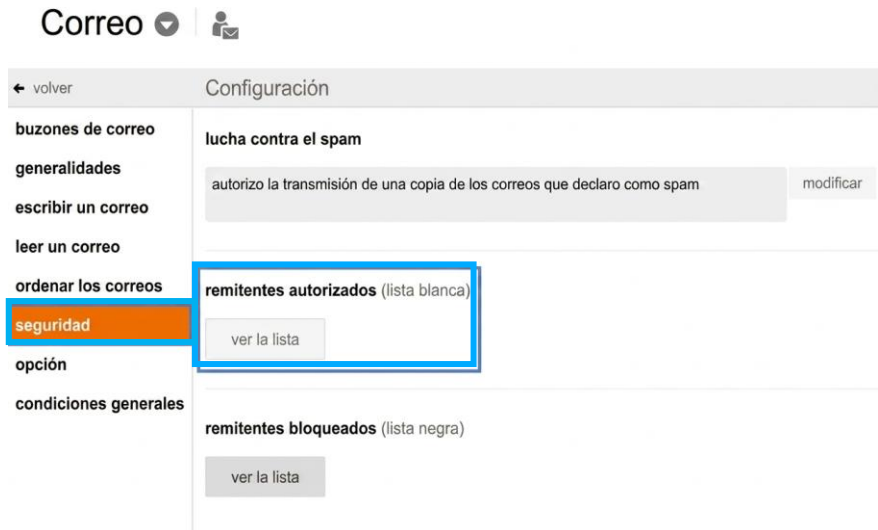 Correo
volver
Configuración
buzones de correo
generalidades
escribir un correo
leer un correo
ordenar los correos
seguridad
opción
condiciones generales
lucha contra el spam
autorizo la transmisión de una copia de los correos que declaro como spam
modificar
remitentes autorizados (lista blanca)
ver la lista
remitentes bloqueados (lista negra)
ver la lista